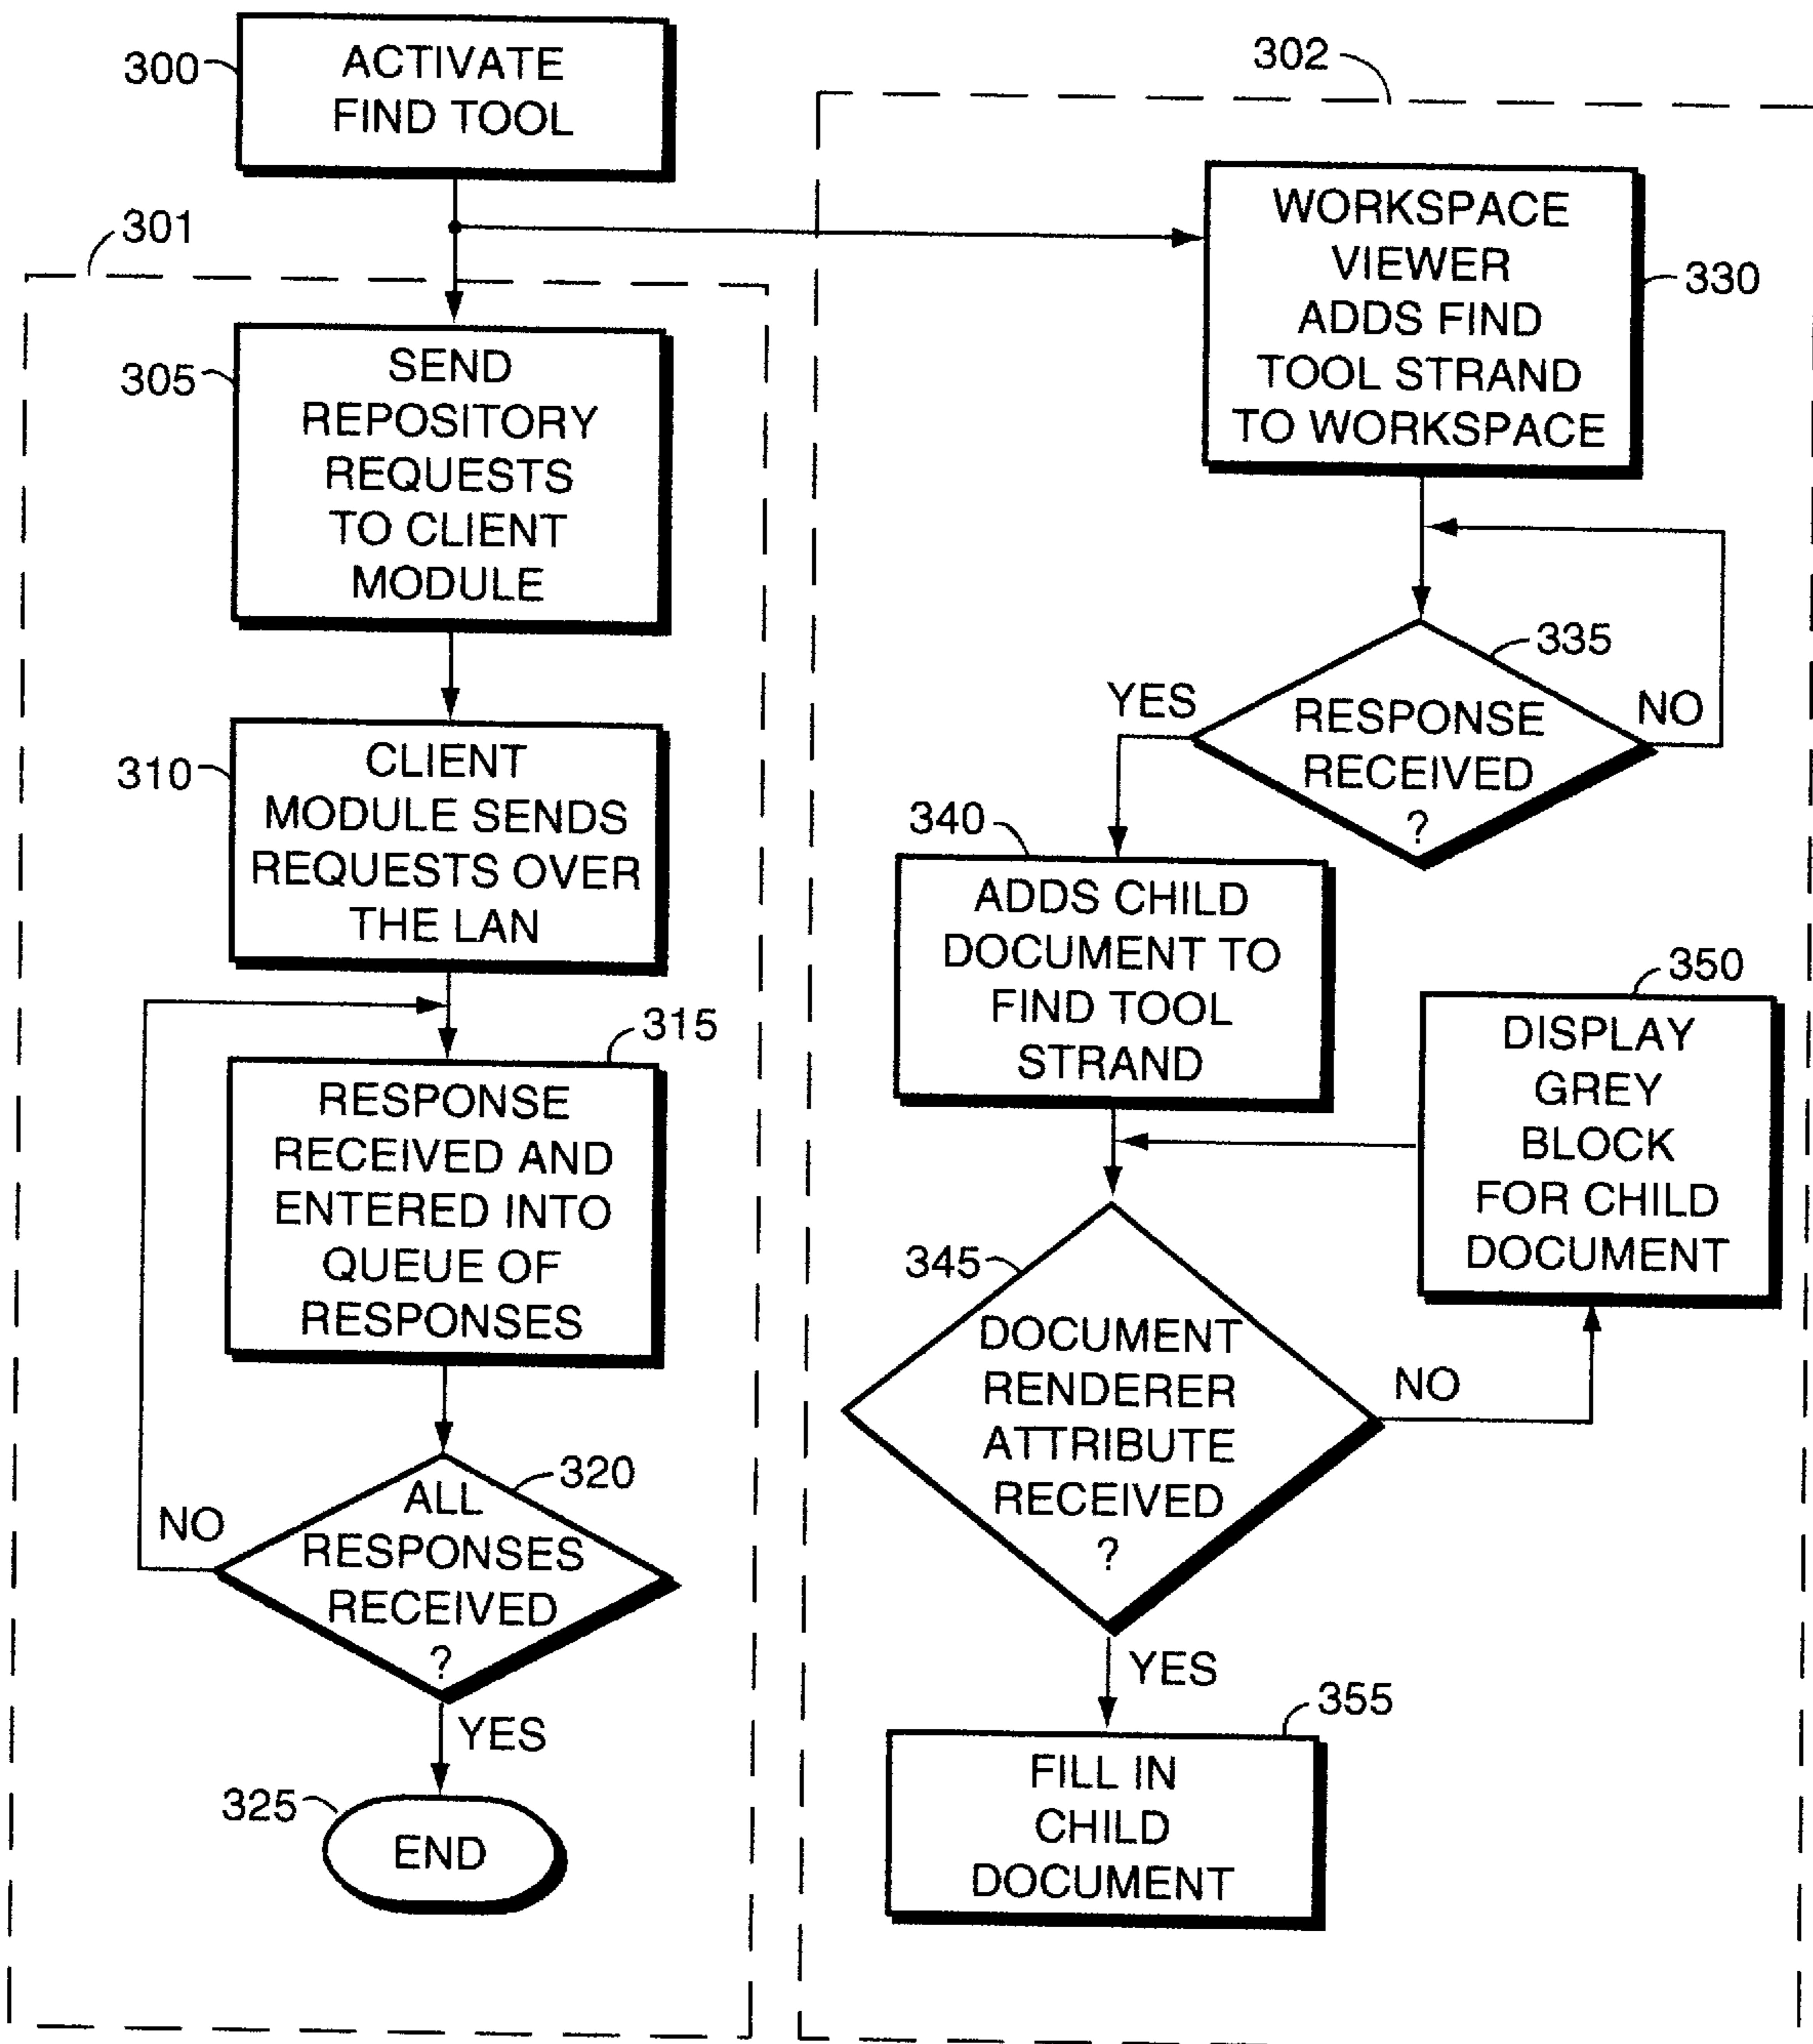 300
ACTIVATE
FIND TOOL
301
305
SEND
REPOSITORY
REQUESTS
TO CLIENT
MODULE
310
CLIENT
MODULE SENDS
REQUESTS OVER
THE LAN
315
RESPONSE
RECEIVED AND
ENTERED INTO
QUEUE OF
RESPONSES
320
ALL
RESPONSES
RECEIVED
?
NO
YES
325
END
302
330
WORKSPACE
VIEWER
ADDS FIND
TOOL STRAND
TO WORKSPACE
335
RESPONSE
RECEIVED
?
YES
NO
340
ADDS CHILD
DOCUMENT TO
FIND TOOL
STRAND
350
DISPLAY
GREY
BLOCK
FOR CHILD
DOCUMENT
345
DOCUMENT
RENDERER
ATTRIBUTE
RECEIVED
?
NO
YES
355
FILL IN
CHILD
DOCUMENT